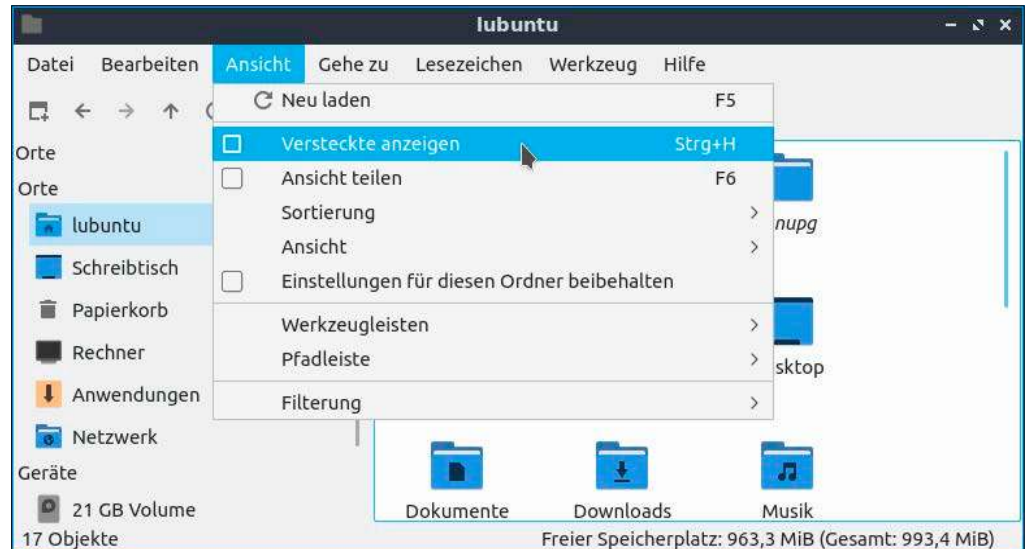 lubuntu
Datei Bearbeiten Ansicht Gehe zu Lesezeichen Werkzeug Hilfe
Neu laden F5
Versteckte anzeigen Strg+H
Ansicht teilen F6
Sortierung
Ansicht
Einstellungen für diesen Ordner beibehalten
Werkzeugleisten
Pfadleiste
Filterung
Orte
Orte
lubuntu
Schreibtisch
Papierkorb
Rechner
Anwendungen
Netzwerk
Geräte
21 GB Volume
nupg
sktop
Dokumente Downloads Musik
17 Objekte Freier Speicherplatz: 963,3 MiB (Gesamt: 993,4 MiB)